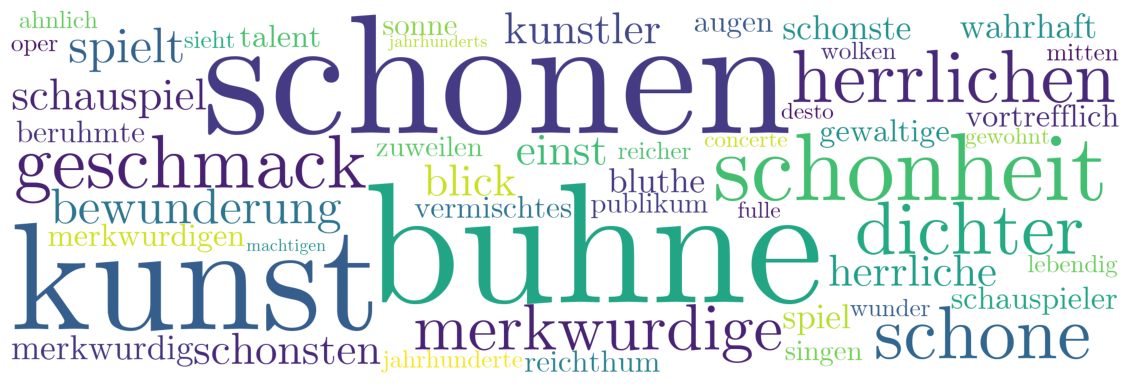 ahnlich
sonne
augen
schonste
wahrhaft
oper
spielt
sieht
talent
jahrhunderts
kunstler
wolken
mitten
schonen
schauspiel
herrlichen
desto
vortrefflich
beruhmte
zuweilen
einst
reicher
concerte
gewaltige
gewohnt
geschmack
blick
bluthe
schonheit
bewunderung
vermischtes
publikum
fulle
merkwurdigen
machtigen
dichter
kunst
buhne
herrliche
lebendig
merkwurdige
spiel
wunder
schauspieler
merkwurdig
schonsten
jahrhunderte
reichthum
singen
schone